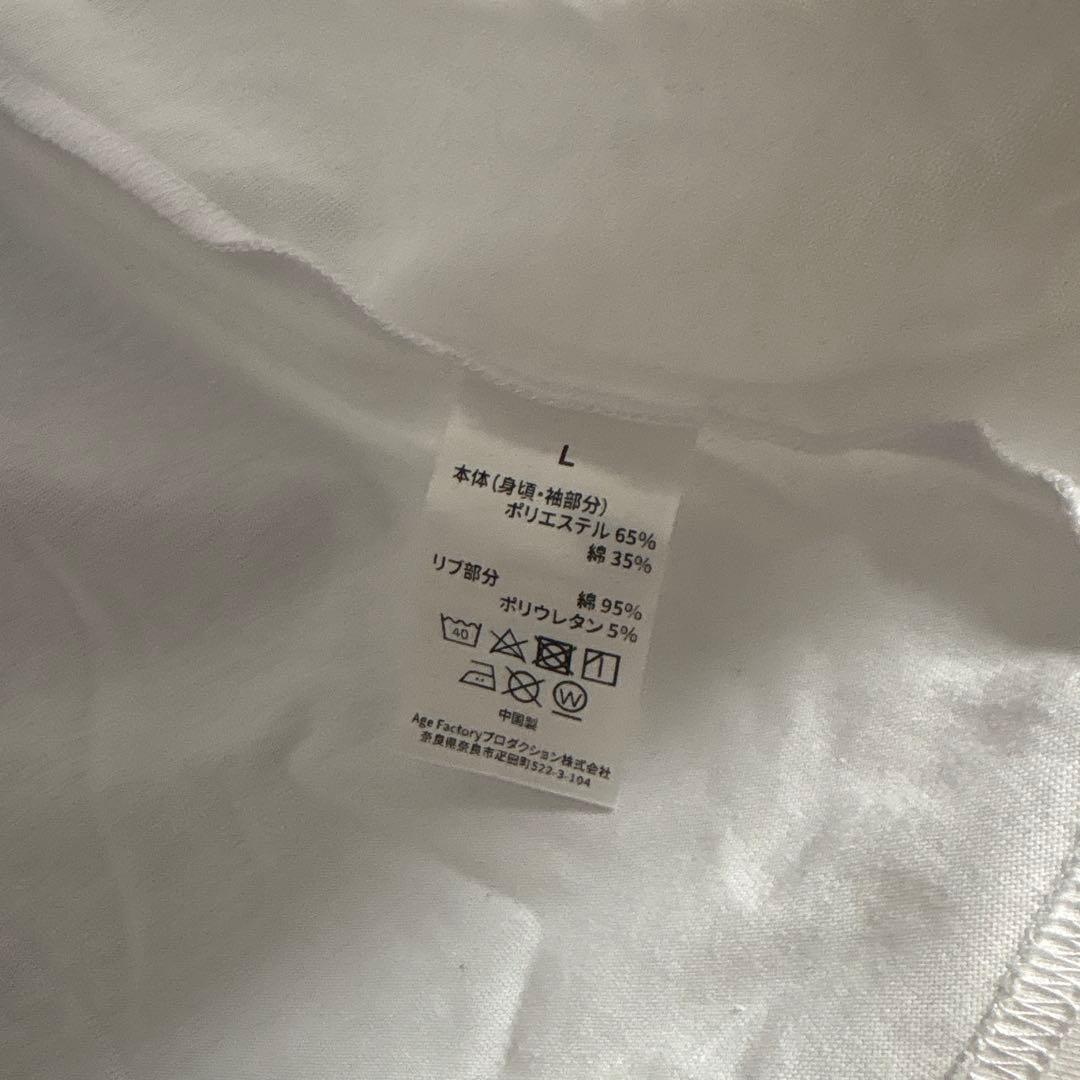 L
本体(身頃・袖部分)
ポリエステル 65%
綿 35%
リブ部分
綿 95%
ポリウレタン 5%
40
W
中国製
Age Factoryプロダクション株式会社
奈良県奈良市疋田町522-3-104